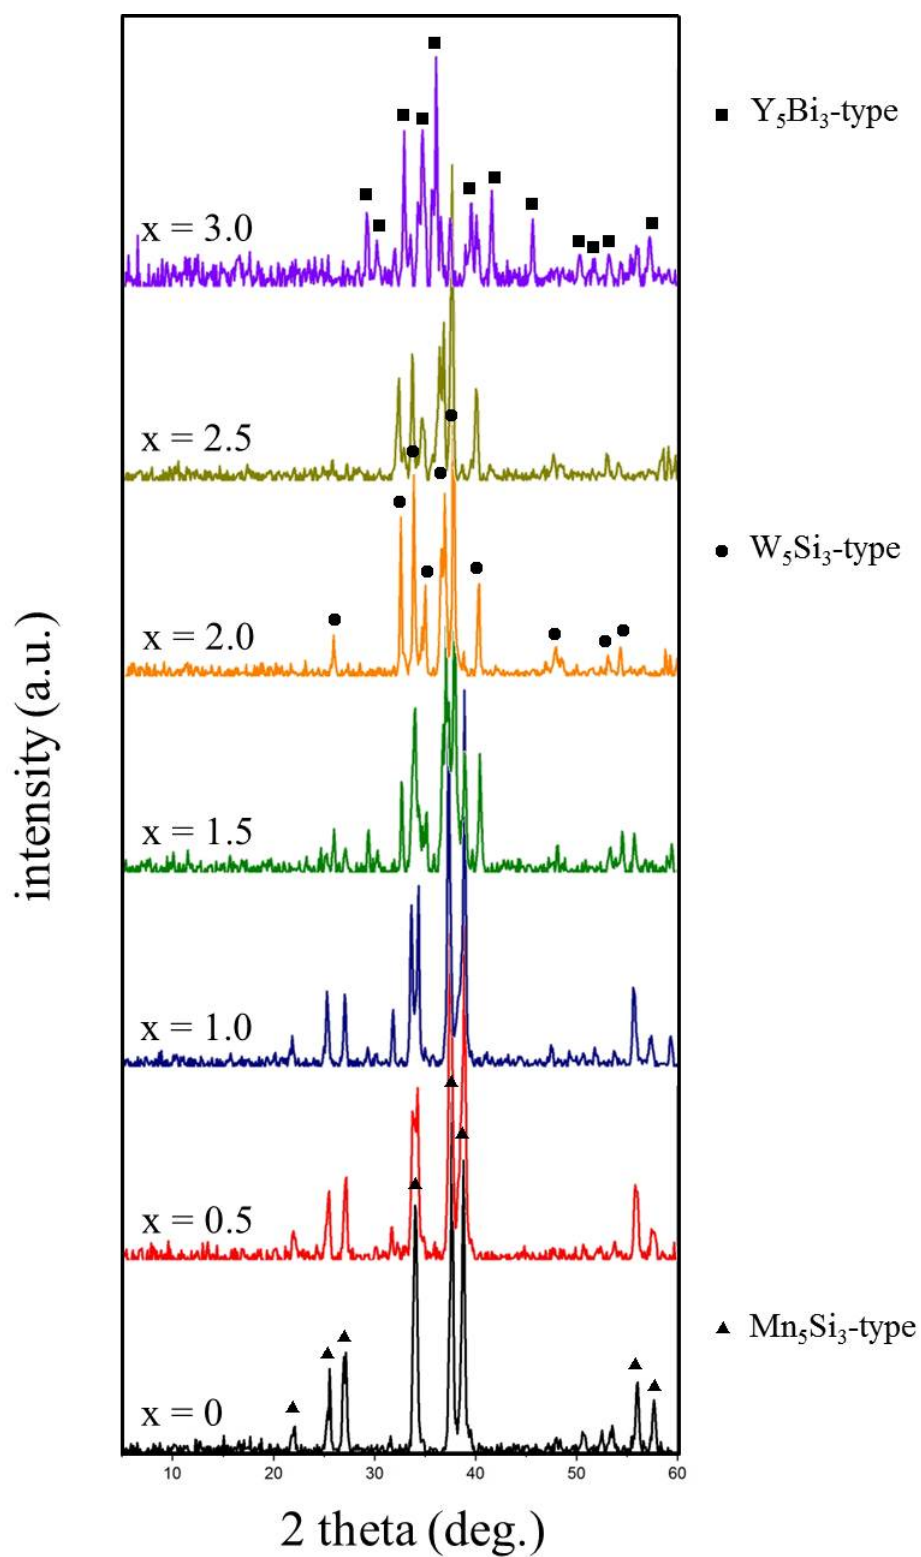 ■ Y₅Bi₃-type
x = 3.0
x = 2.5
● W₅Si₃-type
x = 2.0
x = 1.5
x = 1.0
x = 0.5
▲ Mn₅Si₃-type
x = 0
intensity (a.u.)
10 20 30 40 50 60
2 theta (deg.)